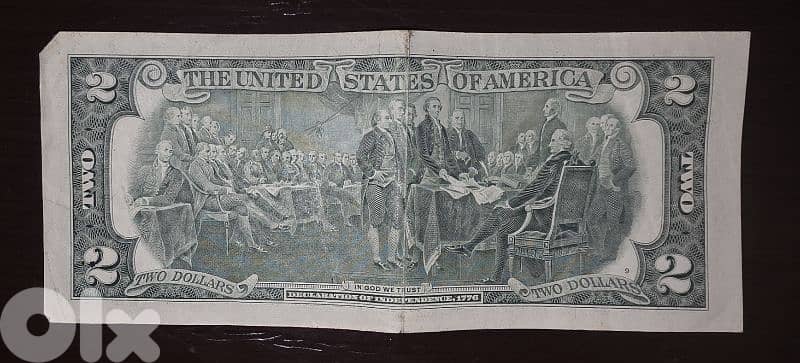 THE UNITED STATES OF AMERICA
2
2
TWO
TWO
2
2
TWO DOLLARS
TWO DOLLARS
9
IN GOD WE TRUST
DECLARATION OF INDEPENDENCE, 1776
OLX